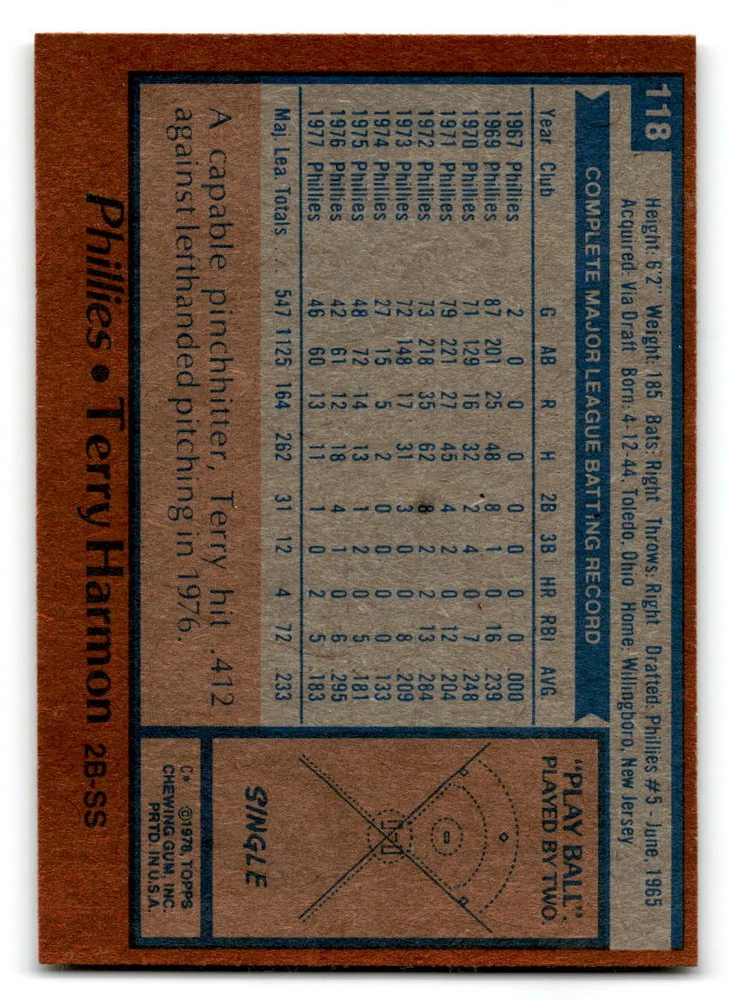 118
Height: 6'2" Weight: 185 Bats: Right Throws: Right Drafted: Phillies #5 - June, 1965
Acquired: Via Draft Born: 4-12-44, Toledo, Ohio Home: Willingboro, New Jersey
COMPLETE MAJOR LEAGUE BATTING RECORD
Year Club G AB R H 2B 3B HR RBI AVG.
1967 Phillies 2 0 0 0 0 0 0 0 .000
1969 Phillies 87 201 25 48 8 1 0 16 .239
1970 Phillies 71 129 16 32 2 4 0 7 .248
1971 Phillies 79 221 27 45 4 2 0 12 .204
1972 Phillies 73 218 35 62 8 2 2 13 .284
1973 Phillies 72 148 17 31 3 0 0 8 .209
1974 Phillies 27 15 5 2 0 0 0 0 .133
1975 Phillies 48 72 14 13 1 2 0 5 .181
1976 Phillies 42 61 12 18 4 1 0 6 .295
1977 Phillies 46 60 13 11 1 0 2 5 .183
Maj. Lea. Totals 547 1125 164 262 31 12 4 72 .233
A capable pinchhitter, Terry hit .412
against lefthanded pitching in 1976.
"PLAY BALL".
PLAYED BY TWO.
SINGLE
C* ©1978, TOPPS
CHEWING GUM, INC.
PRTD. IN U.S.A.
Phillies • Terry Harmon 2B-SS